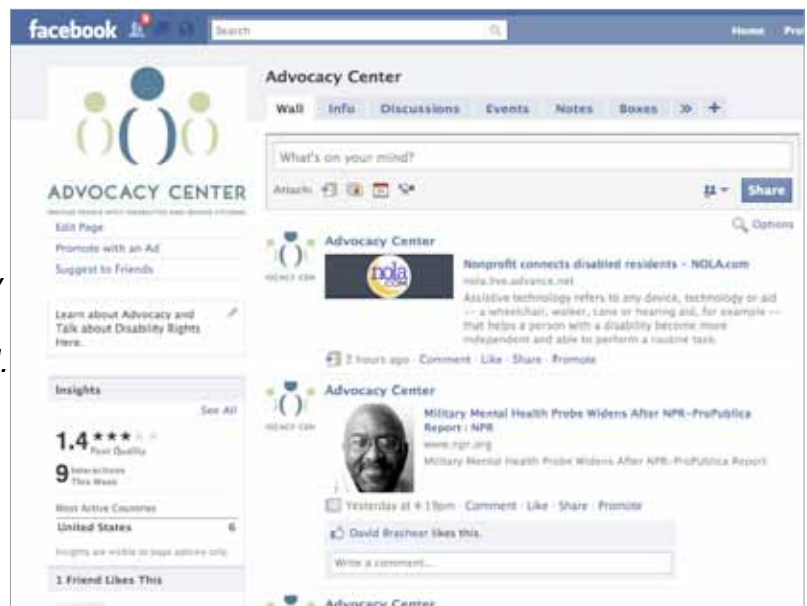 facebook
Search
Home
Advocacy Center
Wall Info Discussions Events Notes Boxes » +
What's on your mind?
Attach:
Share
Options
ADVOCACY CENTER
Edit Page
Promote with an Ad
Suggest to Friends
Learn about Advocacy and
Talk about Disability Rights
Here.
Insights
See All
1.4
Post Quality
9 Interactions
This Week
Most Active Countries
United States 6
Insights are visible to page admins only.
1 Friend Likes This
Advocacy Center
nola
.COM
Nonprofit connects disabled residents - NOLA.com
nola.live.advance.net
Assistive technology refers to any device, technology or aid
-- a wheelchair, walker, cane or hearing aid, for example --
that helps a person with a disability become more
independent and able to perform a routine task.
2 hours ago · Comment · Like · Share · Promote
Advocacy Center
Military Mental Health Probe Widens After NPR-ProPublica
Report : NPR
www.npr.org
Military Mental Health Probe Widens After NPR-ProPublica Report
Yesterday at 4:19pm · Comment · Like · Share · Promote
David Brashear likes this.
Write a comment...
Advocacy Center